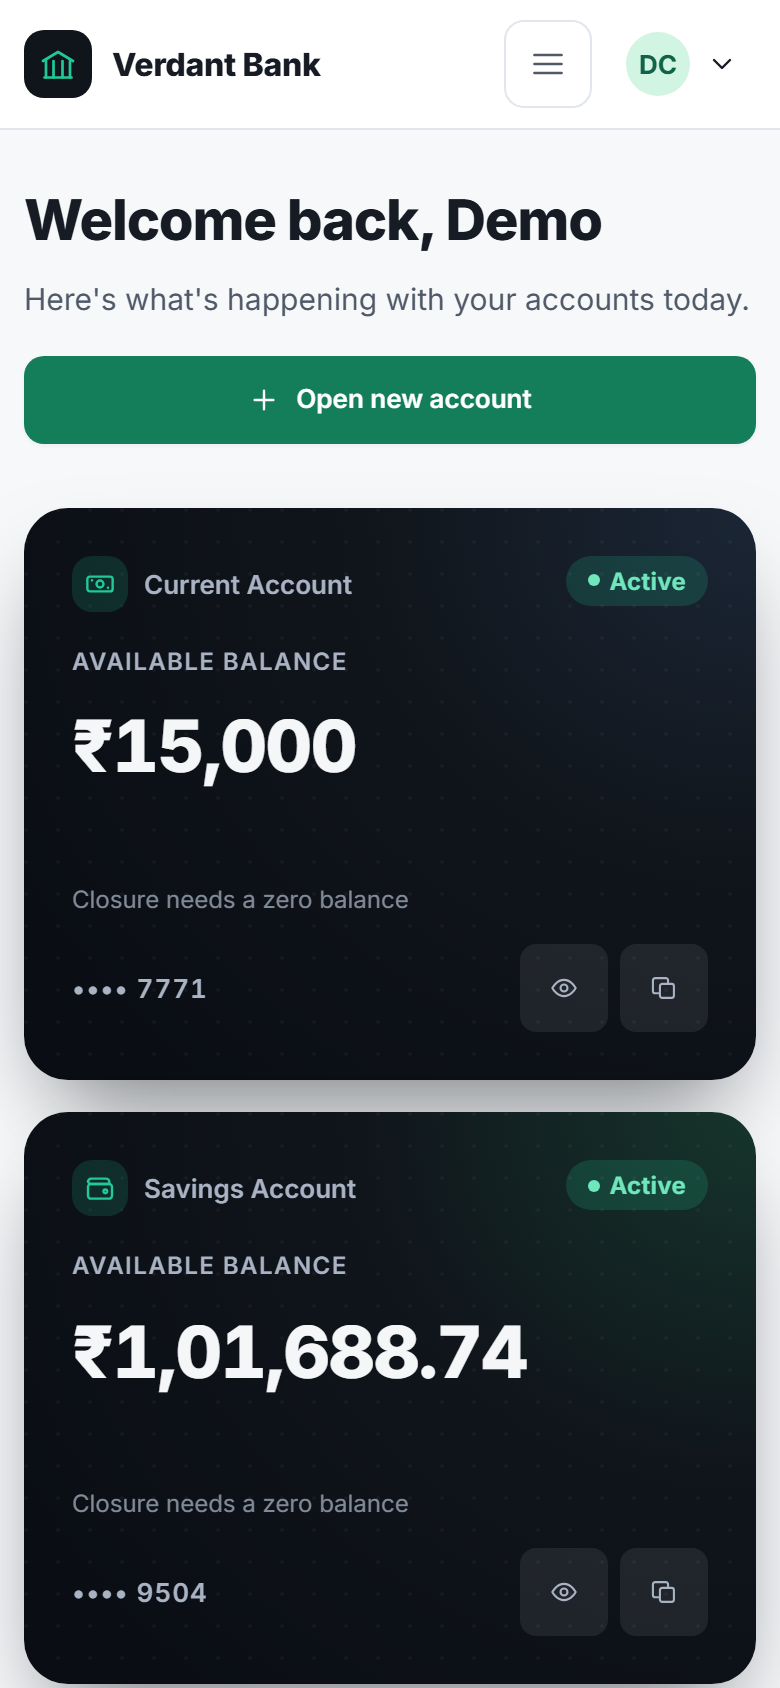 Verdant Bank
DC
Welcome back, Demo
Here's what's happening with your accounts today.
Open new account
Current Account
Active
AVAILABLE BALANCE
₹15,000
Closure needs a zero balance
•••• 7771
Savings Account
Active
AVAILABLE BALANCE
₹1,01,688.74
Closure needs a zero balance
•••• 9504